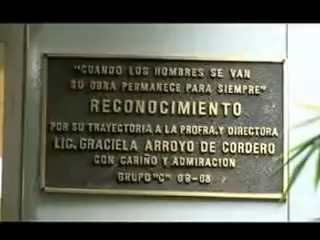 "CUANDO LOS HOMBRES SE VAN
SU OBRA PERMANECE PARA SIEMPRE"
RECONOCIMIENTO
POR SU TRAYECTORIA A LA PROFRA. Y DIRECTORA
LIC. GRACIELA ARROYO DE CORDERO
CON CARIÑO Y ADMIRACION
GRUPO "C"